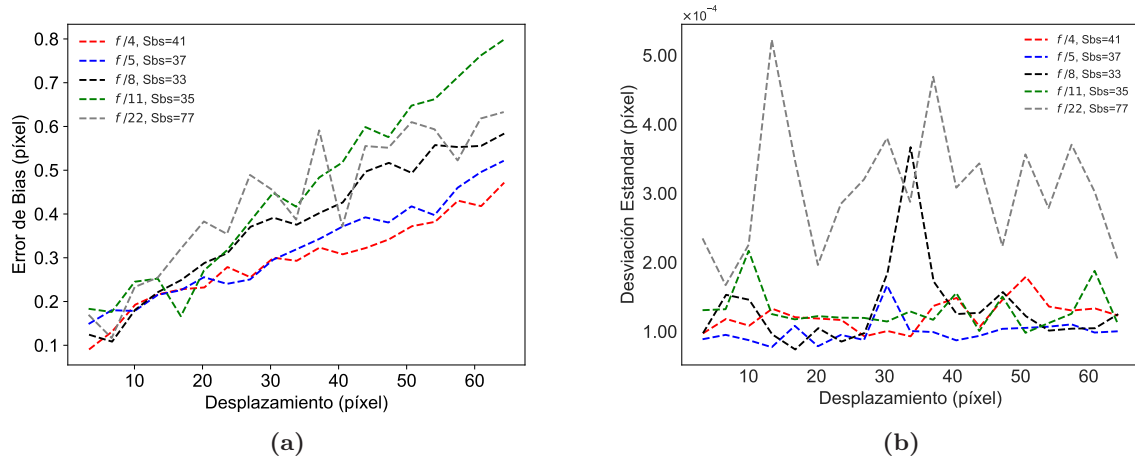 0.8
0.7
0.6
0.5
0.4
0.3
0.2
0.1
Error de Bias (píxel)
f/4, Sbs=41
f/5, Sbs=37
f/8, Sbs=33
f/11, Sbs=35
f/22, Sbs=77
10 20 30 40 50 60
Desplazamiento (píxel)
(a)
×10⁻⁴
5.00
4.00
3.00
2.00
1.00
Desviación Estandar (píxel)
f/4, Sbs=41
f/5, Sbs=37
f/8, Sbs=33
f/11, Sbs=35
f/22, Sbs=77
10 20 30 40 50 60
Desplazamiento (píxel)
(b)